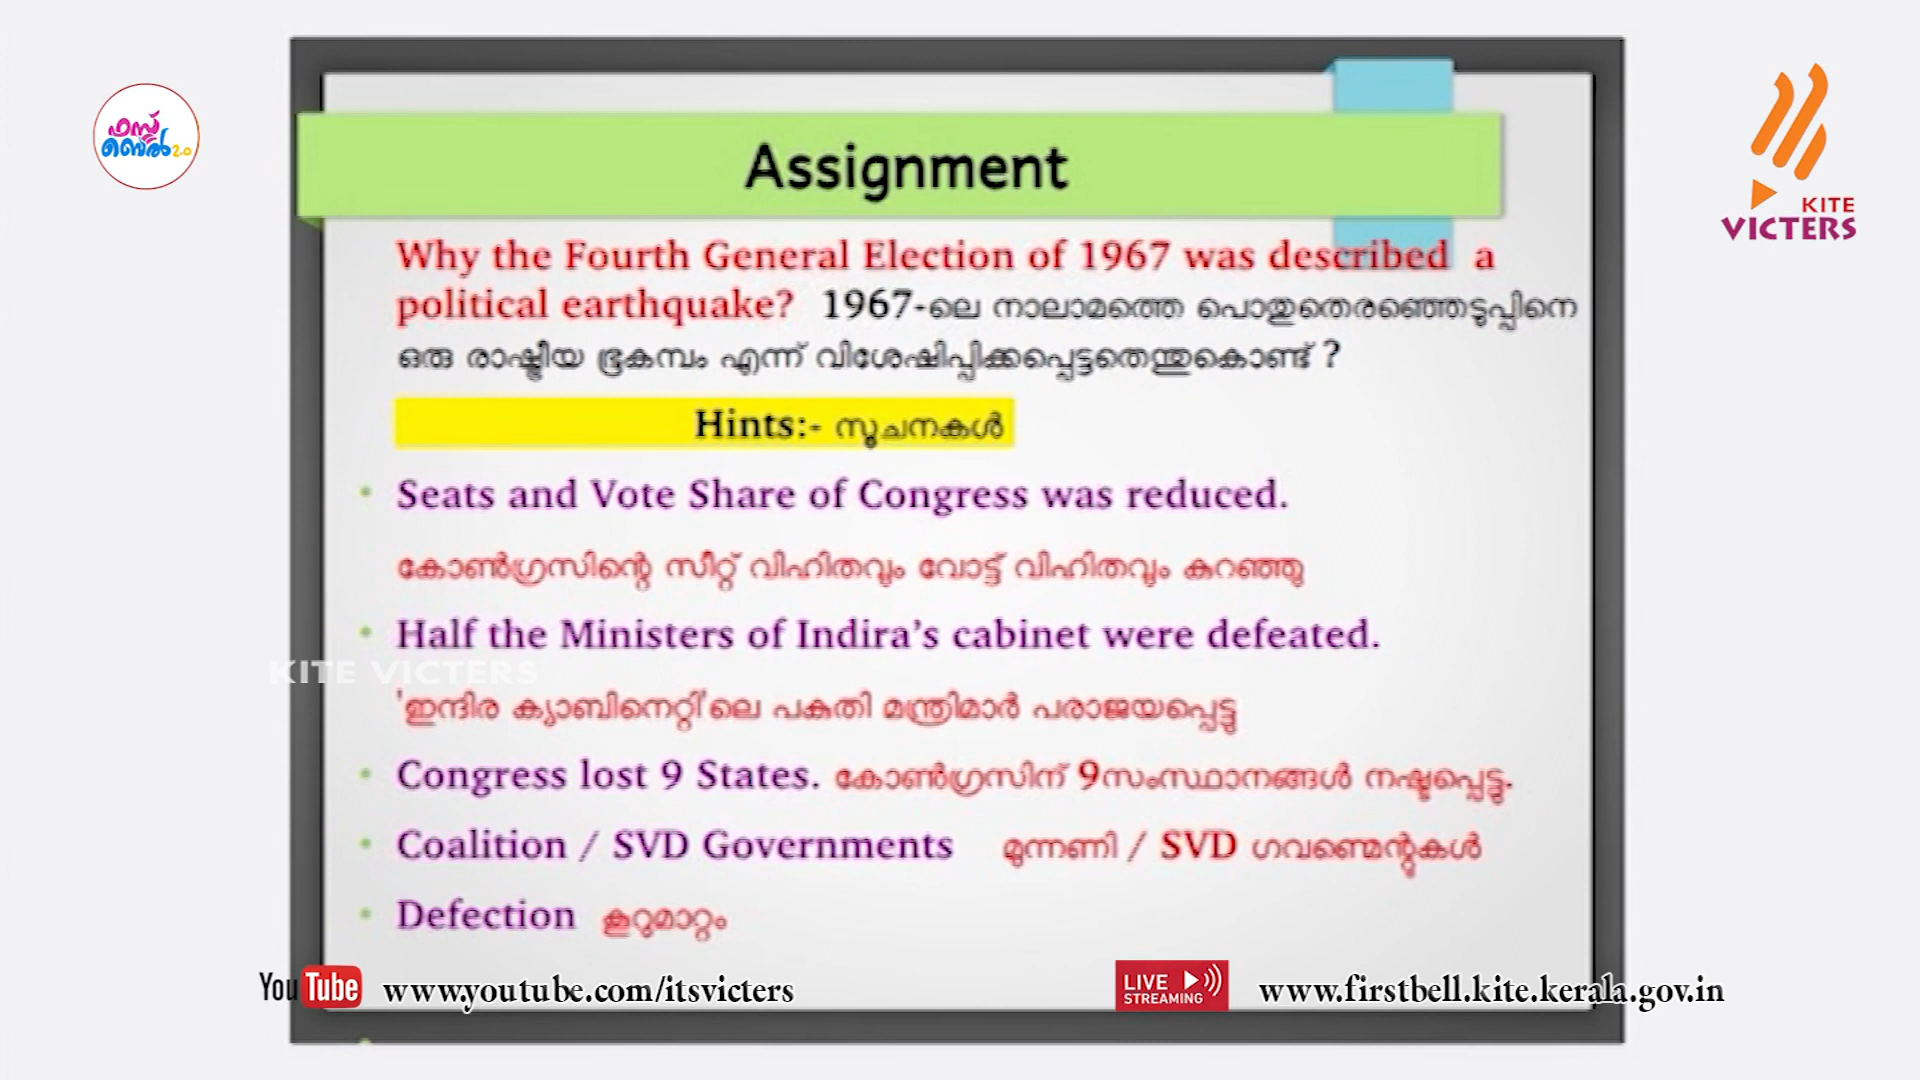 Assignment
Why the Fourth General Election of 1967 was described a
political earthquake? 1967-ലെ നാലാമത്തെ പൊതുതെരഞ്ഞെടുപ്പിനെ
ഒരു രാഷ്ട്രീയ ഭൂകമ്പം എന്ന് വിശേഷിപ്പിക്കപ്പെട്ടതെന്തുകൊണ്ട് ?
Hints:- സൂചനകൾ
• Seats and Vote Share of Congress was reduced.
കോൺഗ്രസിന്റെ സീറ്റ് വിഹിതവും വോട്ട് വിഹിതവും കുറഞ്ഞു
• Half the Ministers of Indira's cabinet were defeated.
'ഇന്ദിര ക്യാബിനെറ്റി'ലെ പകുതി മന്ത്രിമാർ പരാജയപ്പെട്ടു
• Congress lost 9 States. കോൺഗ്രസിന് 9സംസ്ഥാനങ്ങൾ നഷ്ടപ്പെട്ടു.
• Coalition / SVD Governments മുന്നണി / SVD ഗവണ്മെന്റുകൾ
• Defection കൂറുമാറ്റം
ഫസ്റ്റ്
ബെൽ 2.0
KITE
VICTERS
KITE VICTERS
YouTube www.youtube.com/itsvicters
LIVE
STREAMING
www.firstbell.kite.kerala.gov.in